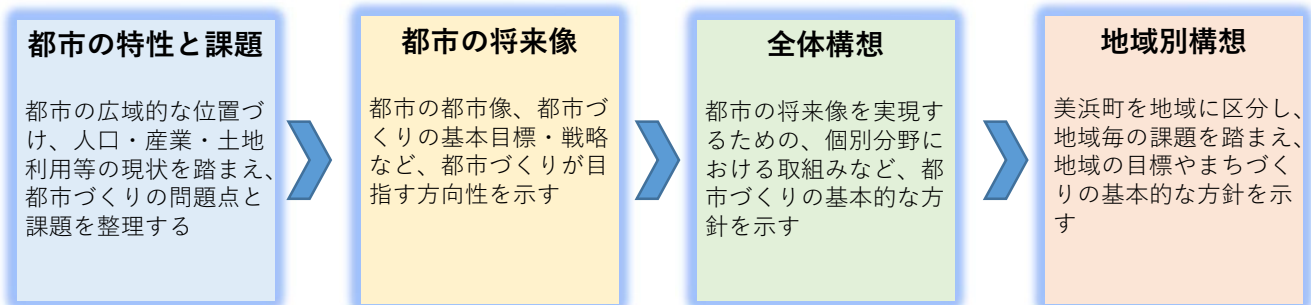 都市の特性と課題
都市の広域的な位置づ
け、人口・産業・土地
利用等の現状を踏まえ、
都市づくりの問題点と
課題を整理する
都市の将来像
都市の都市像、都市づ
くりの基本目標・戦略
など、都市づくりが目
指す方向性を示す
全体構想
都市の将来像を実現す
るための、個別分野に
おける取組みなど、都
市づくりの基本的な方
針を示す
地域別構想
美浜町を地域に区分し、
地域毎の課題を踏まえ、
地域の目標やまちづく
りの基本的な方針を示
す